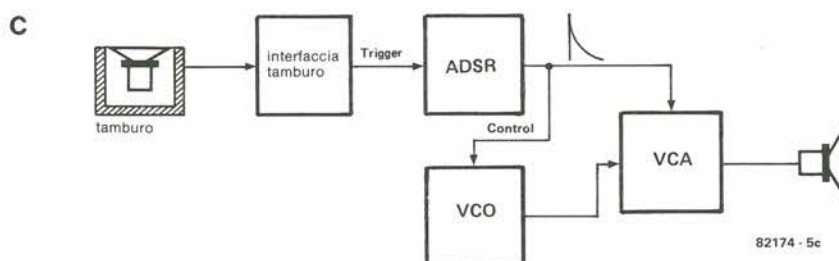 C
tamburo
interfaccia
tamburo
Trigger
ADSR
Control
VCO
VCA
82174 - 5c